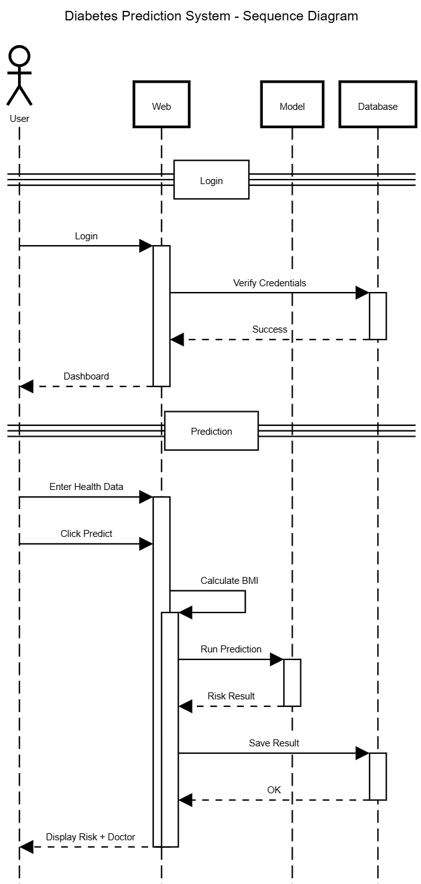 Diabetes Prediction System - Sequence Diagram
User
Web
Model
Database
Login
Login
Verify Credentials
Success
Dashboard
Prediction
Enter Health Data
Click Predict
Calculate BMI
Run Prediction
Risk Result
Save Result
OK
Display Risk + Doctor